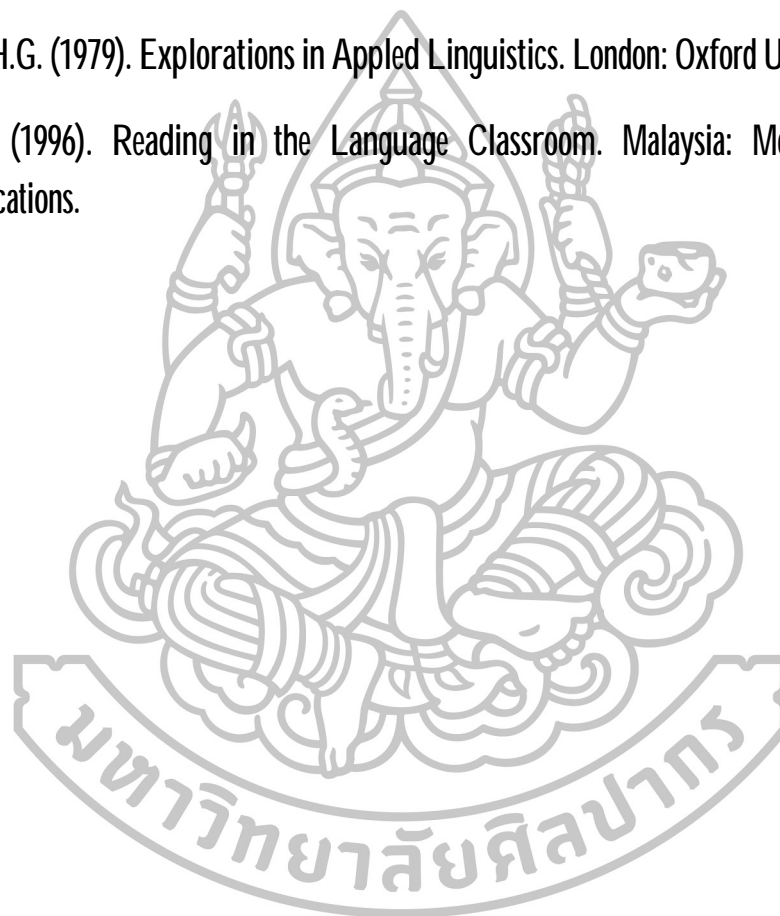 H.G. (1979). Explorations in Appled Linguistics. London: Oxford U
(1996). Reading in the Language Classroom. Malaysia: M
cations.
มหาวิทยาลัยศิลปากร